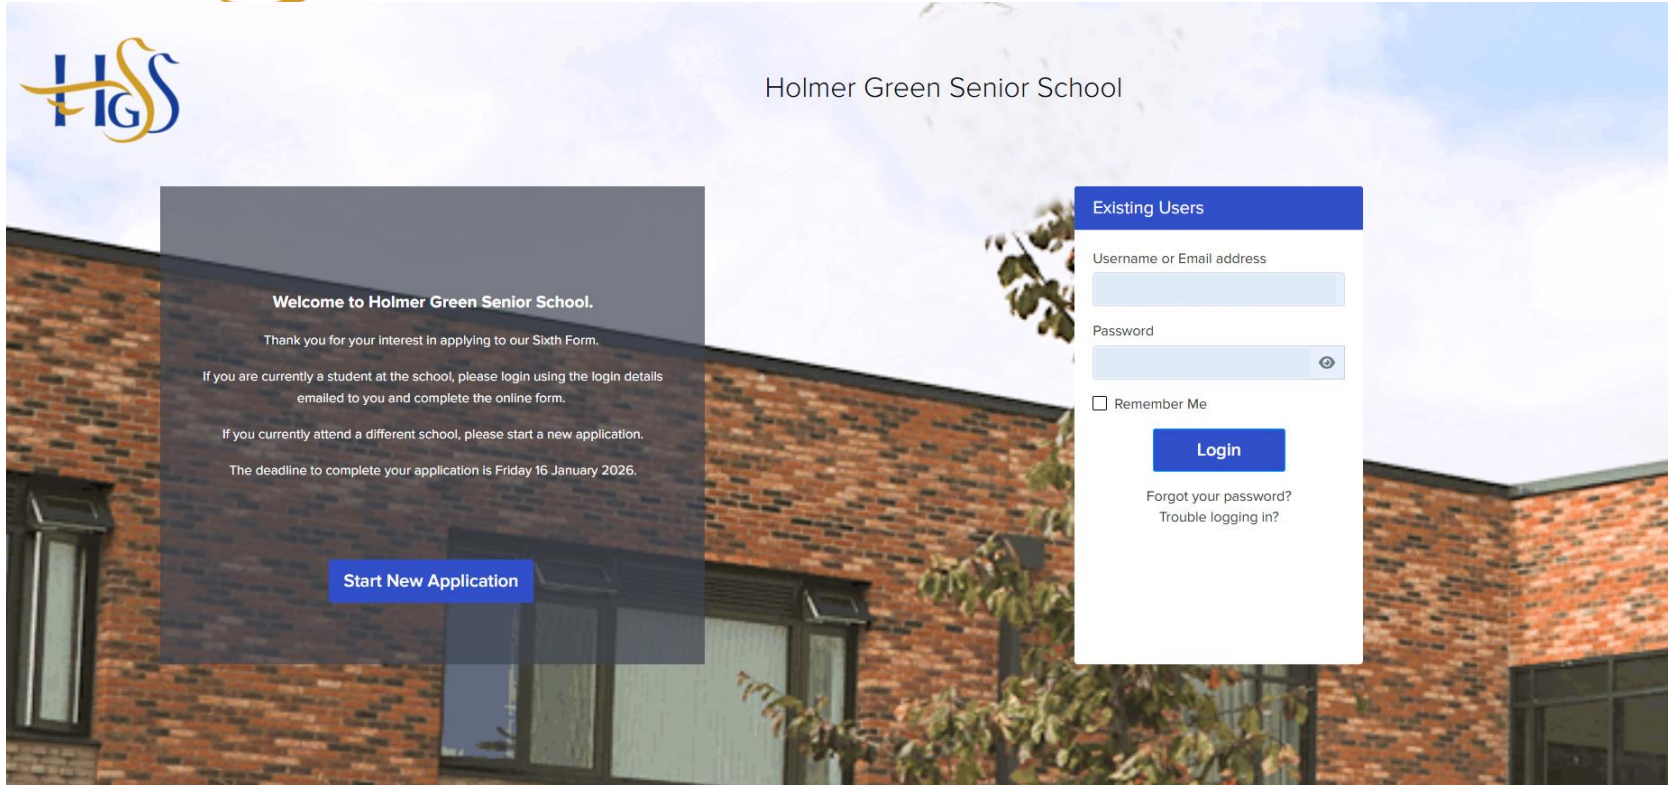 HGSS
Holmer Green Senior School
Welcome to Holmer Green Senior School.
Thank you for your interest in applying to our Sixth Form.
If you are currently a student at the school, please login using the login details
emailed to you and complete the online form.
If you currently attend a different school, please start a new application.
The deadline to complete your application is Friday 16 January 2026.
Start New Application
Existing Users
Username or Email address
Password
Remember Me
Login
Forgot your password?
Trouble logging in?